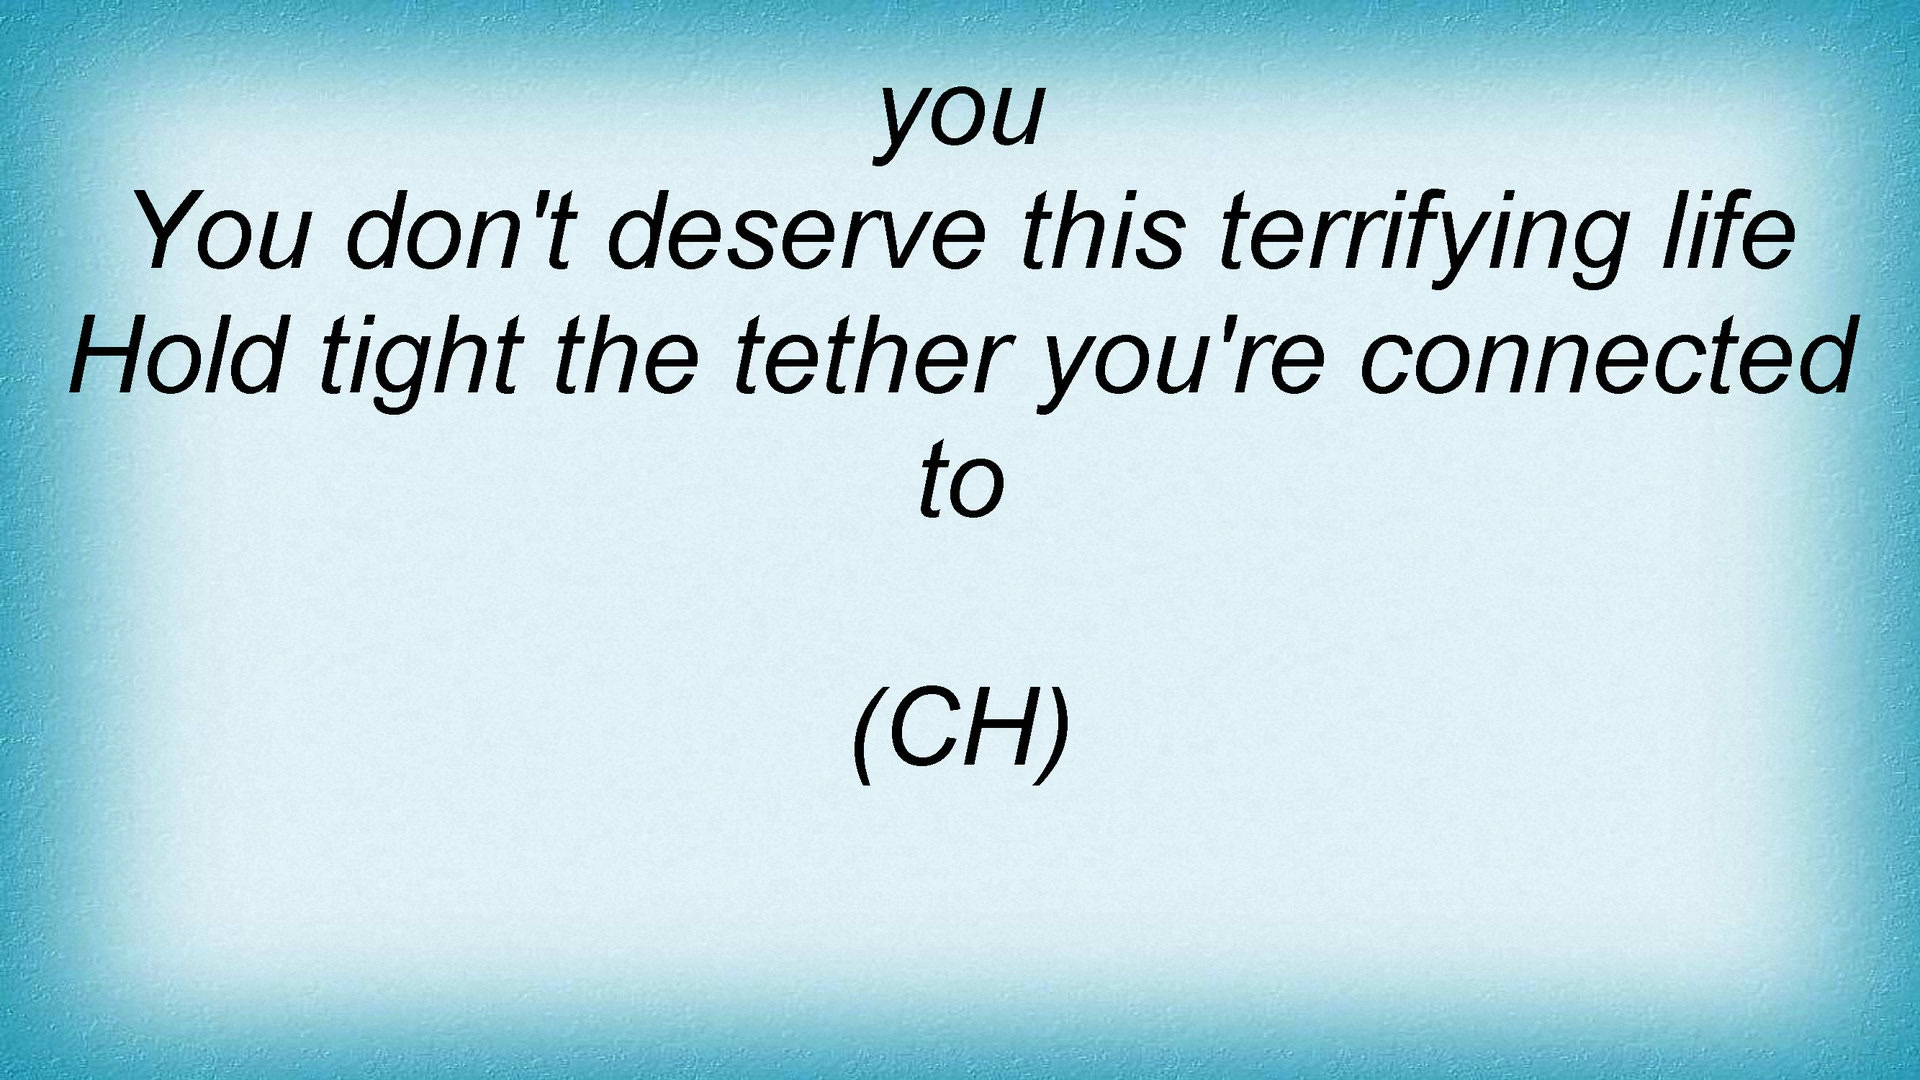 you
You don't deserve this terrifying life
Hold tight the tether you're connected
to
(CH)